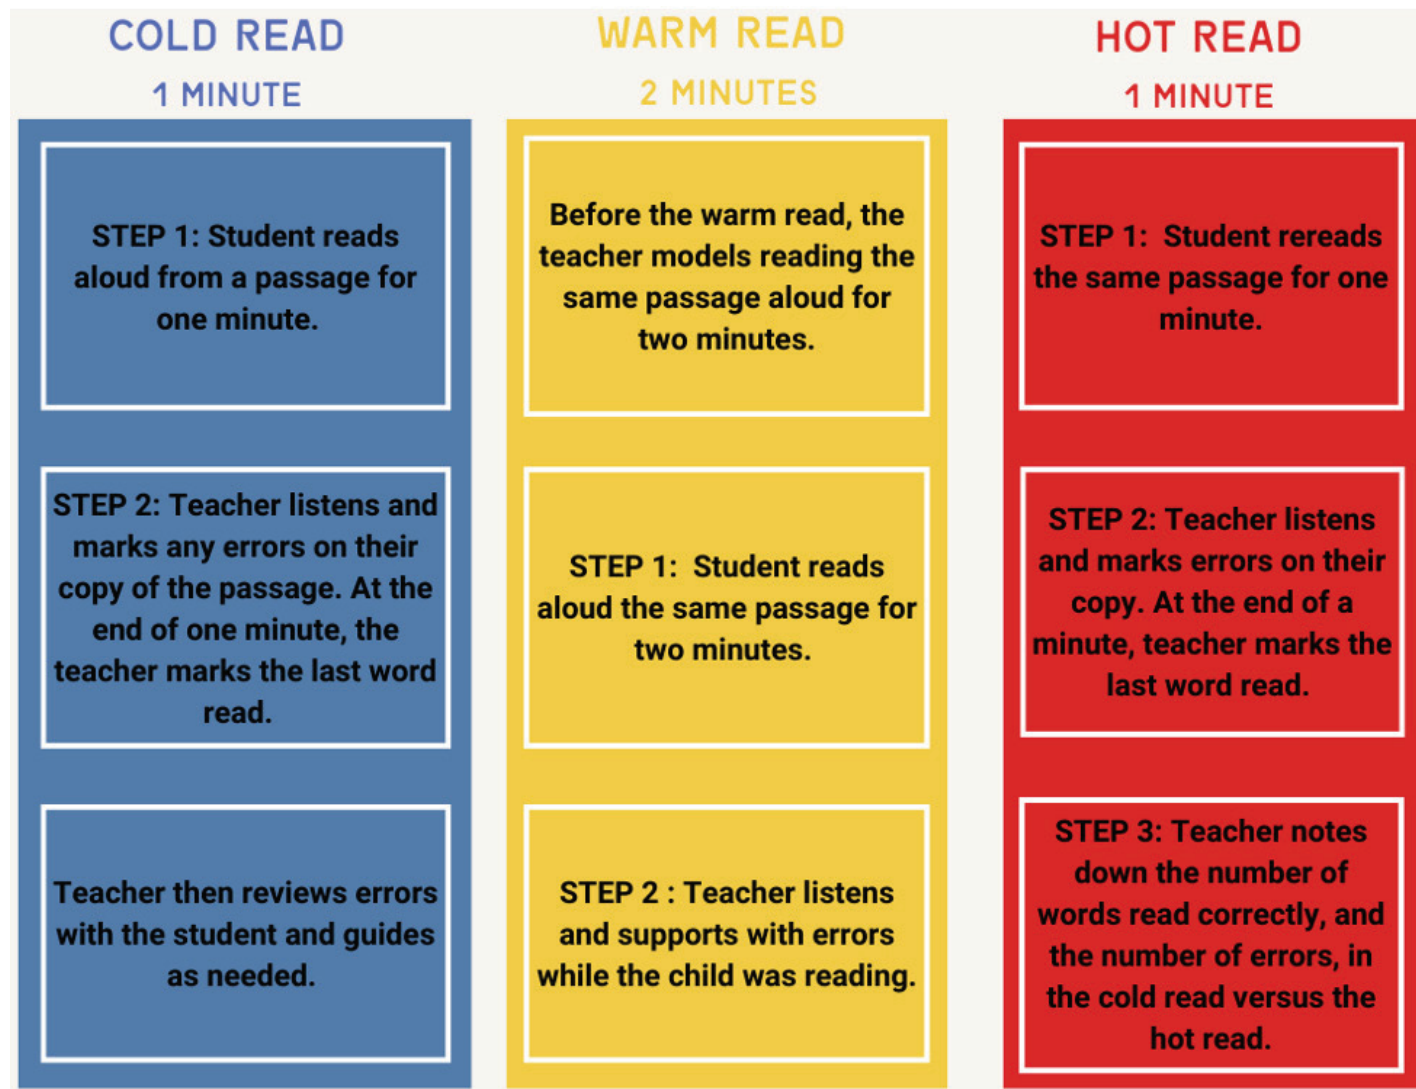 COLD READ
1 MINUTE
STEP 1: Student reads
aloud from a passage for
one minute.
STEP 2: Teacher listens and
marks any errors on their
copy of the passage. At the
end of one minute, the
teacher marks the last word
read.
Teacher then reviews errors
with the student and guides
as needed.
WARM READ
2 MINUTES
Before the warm read, the
teacher models reading the
same passage aloud for
two minutes.
STEP 1: Student reads
aloud the same passage for
two minutes.
STEP 2 : Teacher listens
and supports with errors
while the child was reading.
HOT READ
1 MINUTE
STEP 1: Student rereads
the same passage for one
minute.
STEP 2: Teacher listens
and marks errors on their
copy. At the end of a
minute, teacher marks the
last word read.
STEP 3: Teacher notes
down the number of
words read correctly, and
the number of errors, in
the cold read versus the
hot read.